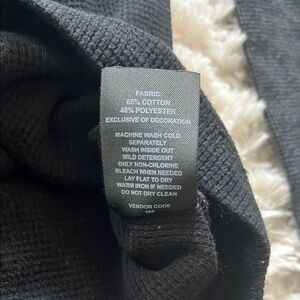 FABRIC:
60% COTTON
40% POLYESTER
EXCLUSIVE OF DECORATION
MACHINE WASH COLD
SEPARATELY
WASH INSIDE OUT
MILD DETERGENT
ONLY NON-CHLORINE
BLEACH WHEN NEEDED
LAY FLAT TO DRY
WARM IRON IF NEEDED
DO NOT DRY CLEAN
VENDOR CODE